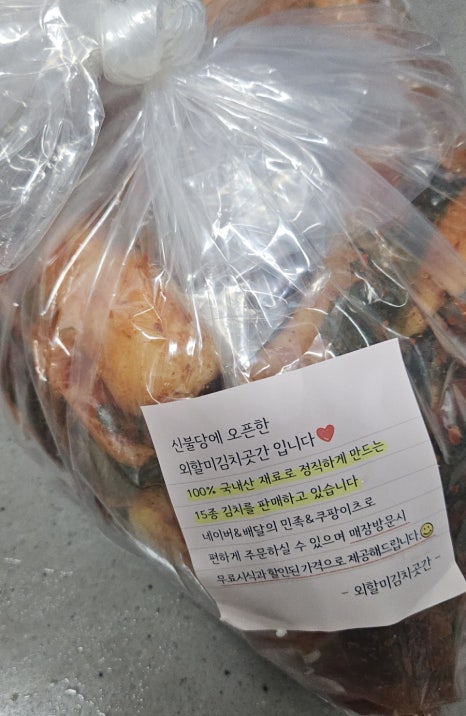 신불당에 오픈한
외할미김치곳간 입니다❤️
100% 국내산 재료로 정직하게 만드는
15종 김치를 판매하고 있습니다.
네이버&배달의 민족&쿠팡이츠로
편하게 주문하실 수 있으며 매장방문시
무료시식과 할인된 가격으로 제공해드립니다😊
- 외할미김치곳간 -